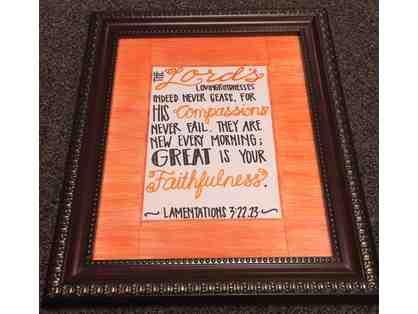 THE Lord's
LOVINGKINDNESSES
INDEED NEVER CEASE, FOR
HIS Compassions
NEVER FAIL. THEY ARE
NEW EVERY MORNING;
GREAT IS YOUR
Faithfulness.
~ LAMENTATIONS 3:22,23 ~